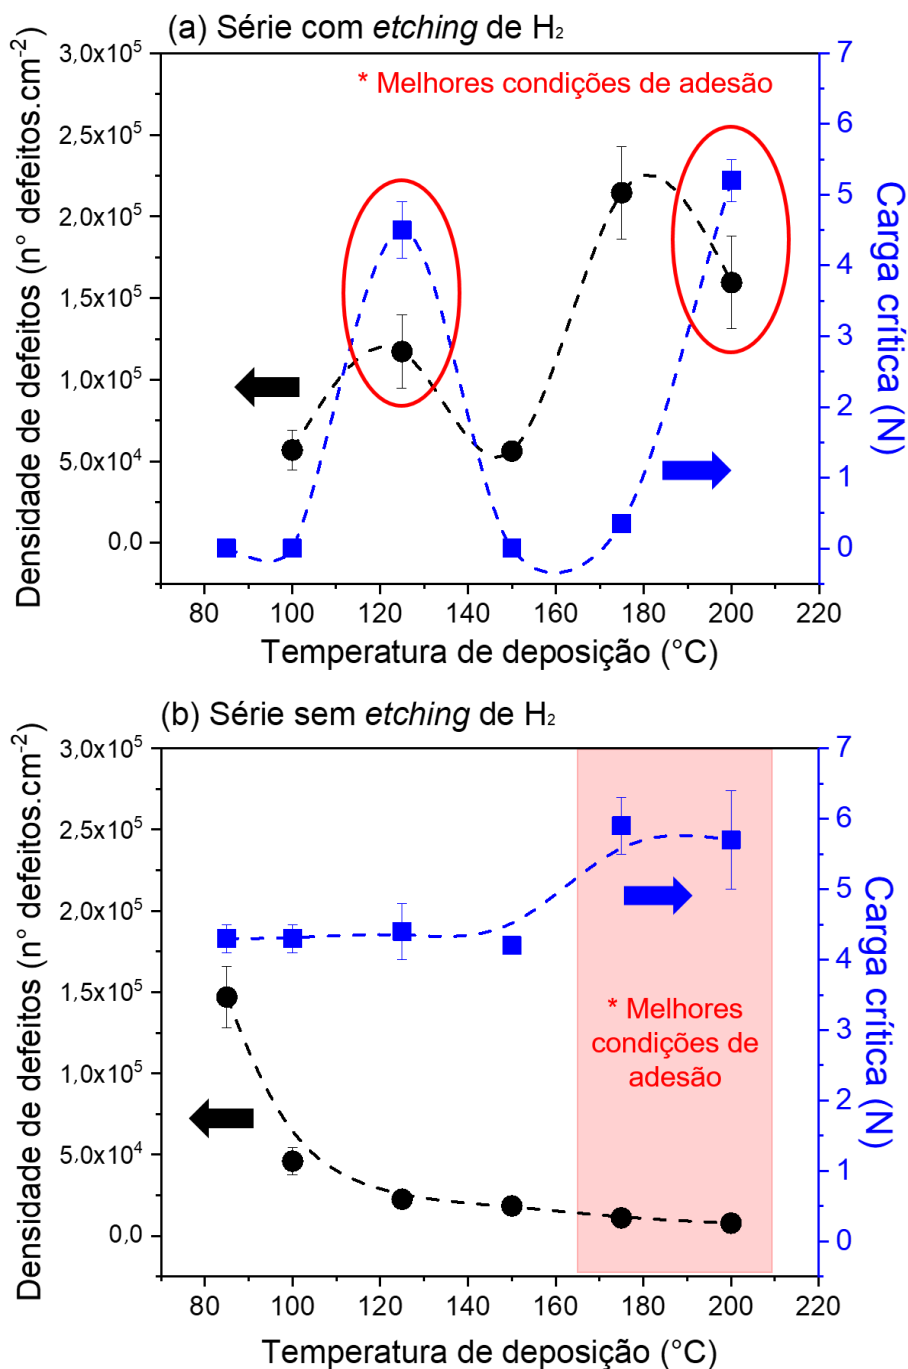 (a) Série com etching de H₂
3,0x10⁵
2,5x10⁵
2,0x10⁵
1,5x10⁵
1,0x10⁵
5,0x10⁴
0,0
Densidade de defeitos (n° defeitos.cm⁻²)
* Melhores condições de adesão
7
6
5
4
3
2
1
0
Carga crítica (N)
80 100 120 140 160 180 200 220
Temperatura de deposição (°C)
(b) Série sem etching de H₂
3,0x10⁵
2,5x10⁵
2,0x10⁵
1,5x10⁵
1,0x10⁵
5,0x10⁴
0,0
Densidade de defeitos (n° defeitos.cm⁻²)
* Melhores
condições de
adesão
7
6
5
4
3
2
1
0
Carga crítica (N)
80 100 120 140 160 180 200 220
Temperatura de deposição (°C)